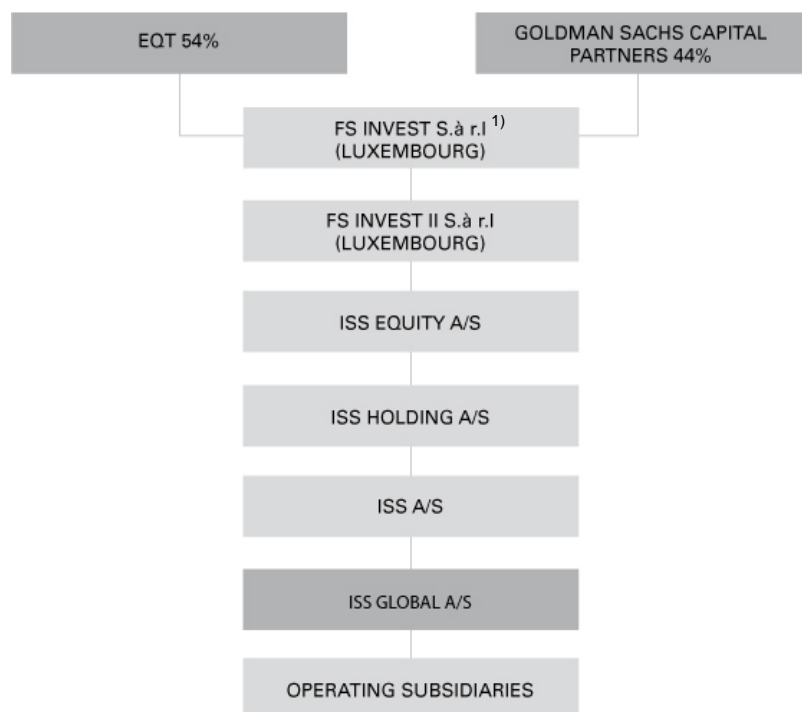 EQT 54%
GOLDMAN SACHS CAPITAL
PARTNERS 44%
FS INVEST S.à r.l 1)
(LUXEMBOURG)
FS INVEST II S.à r.l
(LUXEMBOURG)
ISS EQUITY A/S
ISS HOLDING A/S
ISS A/S
ISS GLOBAL A/S
OPERATING SUBSIDIARIES